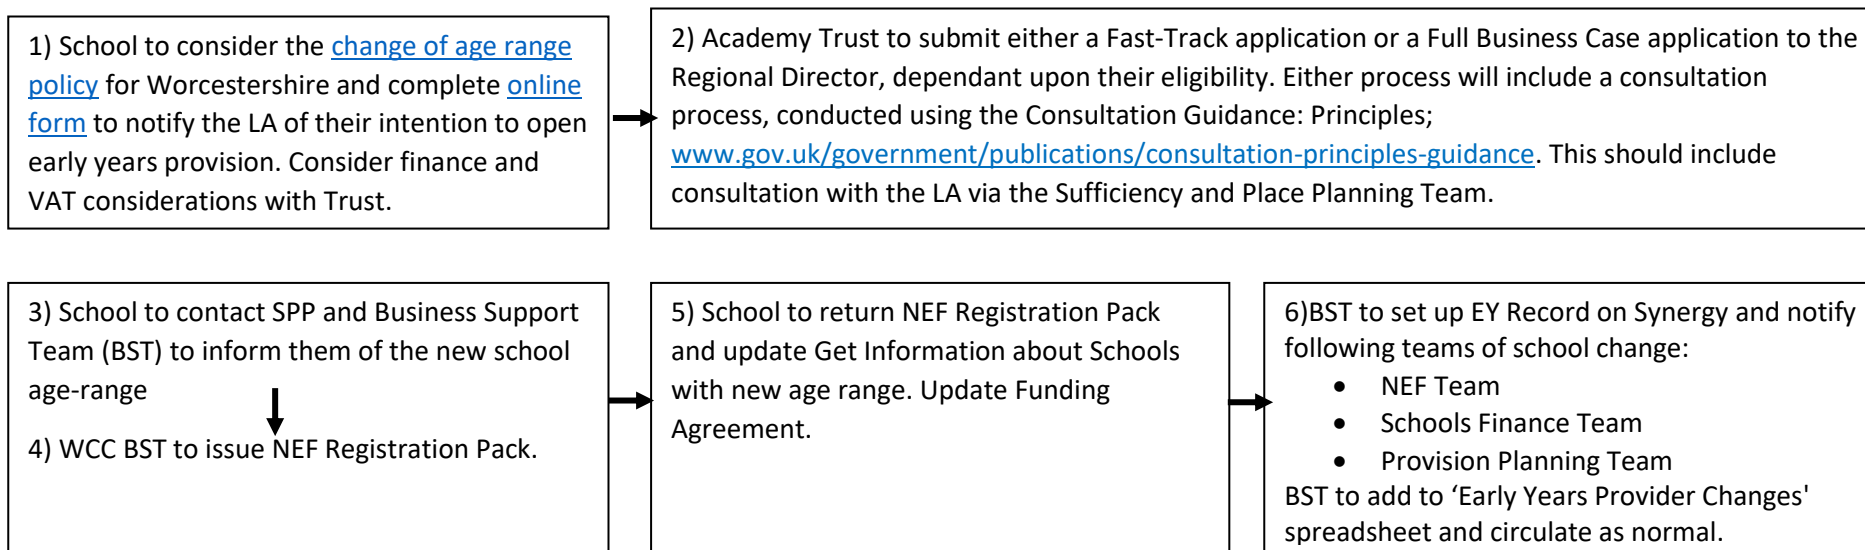 1) School to consider the change of age range
policy for Worcestershire and complete online
form to notify the LA of their intention to open
early years provision. Consider finance and
VAT considerations with Trust.
2) Academy Trust to submit either a Fast-Track application or a Full Business Case application to the
Regional Director, dependant upon their eligibility. Either process will include a consultation
process, conducted using the Consultation Guidance: Principles;
www.gov.uk/government/publications/consultation-principles-guidance. This should include
consultation with the LA via the Sufficiency and Place Planning Team.
3) School to contact SPP and Business Support
Team (BST) to inform them of the new school
age-range
4) WCC BST to issue NEF Registration Pack.
5) School to return NEF Registration Pack
and update Get Information about Schools
with new age range. Update Funding
Agreement.
6)BST to set up EY Record on Synergy and notify
following teams of school change:
• NEF Team
• Schools Finance Team
• Provision Planning Team
BST to add to ‘Early Years Provider Changes'
spreadsheet and circulate as normal.